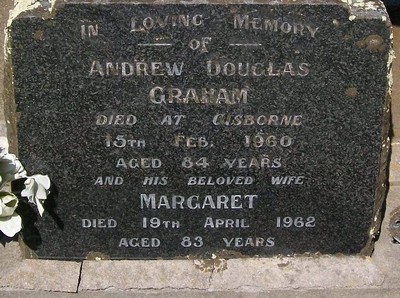 IN LOVING MEMORY
OF
ANDREW DOUGLAS
GRAHAM
DIED AT GISBORNE
15TH FEB. 1960
AGED 84 YEARS
AND HIS BELOVED WIFE
MARGARET
DIED 19TH APRIL 1962
AGED 83 YEARS